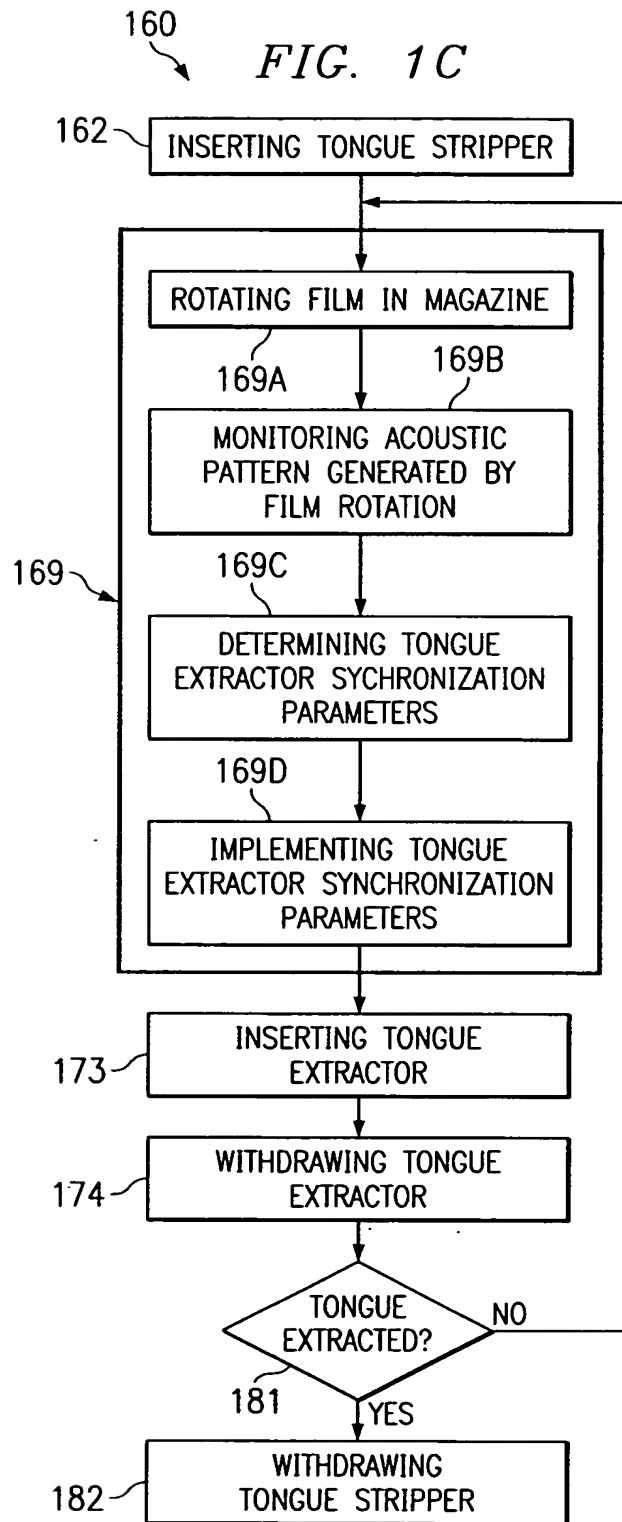 160
FIG. 1C
162
INSERTING TONGUE STRIPPER
ROTATING FILM IN MAGAZINE
169A
169B
MONITORING ACOUSTIC
PATTERN GENERATED BY
FILM ROTATION
169
169C
DETERMINING TONGUE
EXTRACTOR SYCHRONIZATION
PARAMETERS
169D
IMPLEMENTING TONGUE
EXTRACTOR SYNCHRONIZATION
PARAMETERS
173
INSERTING TONGUE
EXTRACTOR
174
WITHDRAWING TONGUE
EXTRACTOR
TONGUE
EXTRACTED?
NO
181
YES
182
WITHDRAWING
TONGUE STRIPPER